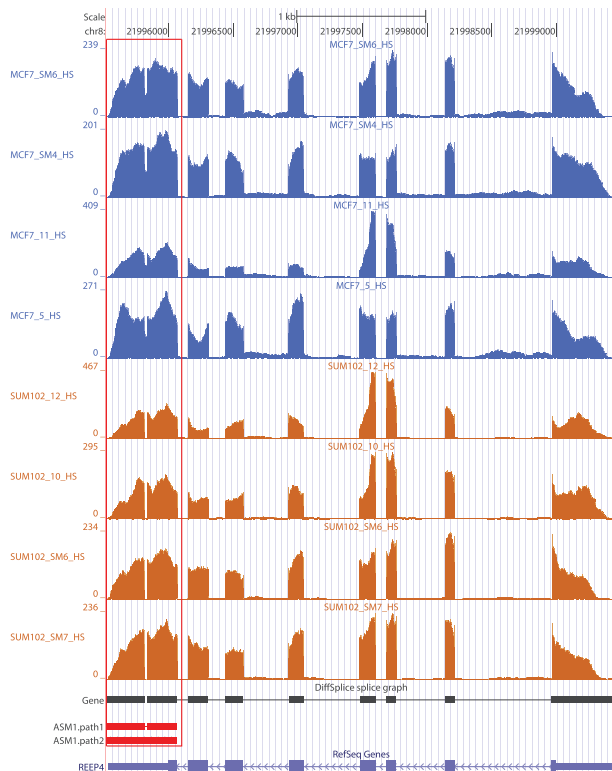 Scale 1 kb
chr8: 21996000 21996500 21997000 21997500 21998000 21998500 21999000
239 MCF7_SM6_HS
MCF7_SM6_HS
0
201 MCF7_SM4_HS
MCF7_SM4_HS
0
409 MCF7_11_HS
MCF7_11_HS
0
271 MCF7_5_HS
MCF7_5_HS
0
467 SUM102_12_HS
SUM102_12_HS
0
295 SUM102_10_HS
SUM102_10_HS
0
234 SUM102_SM6_HS
SUM102_SM6_HS
0
236 SUM102_SM7_HS
SUM102_SM7_HS
0
DiffSplice splice graph
Gene
ASM1.path1
ASM1.path2
RefSeq Genes
REEP4